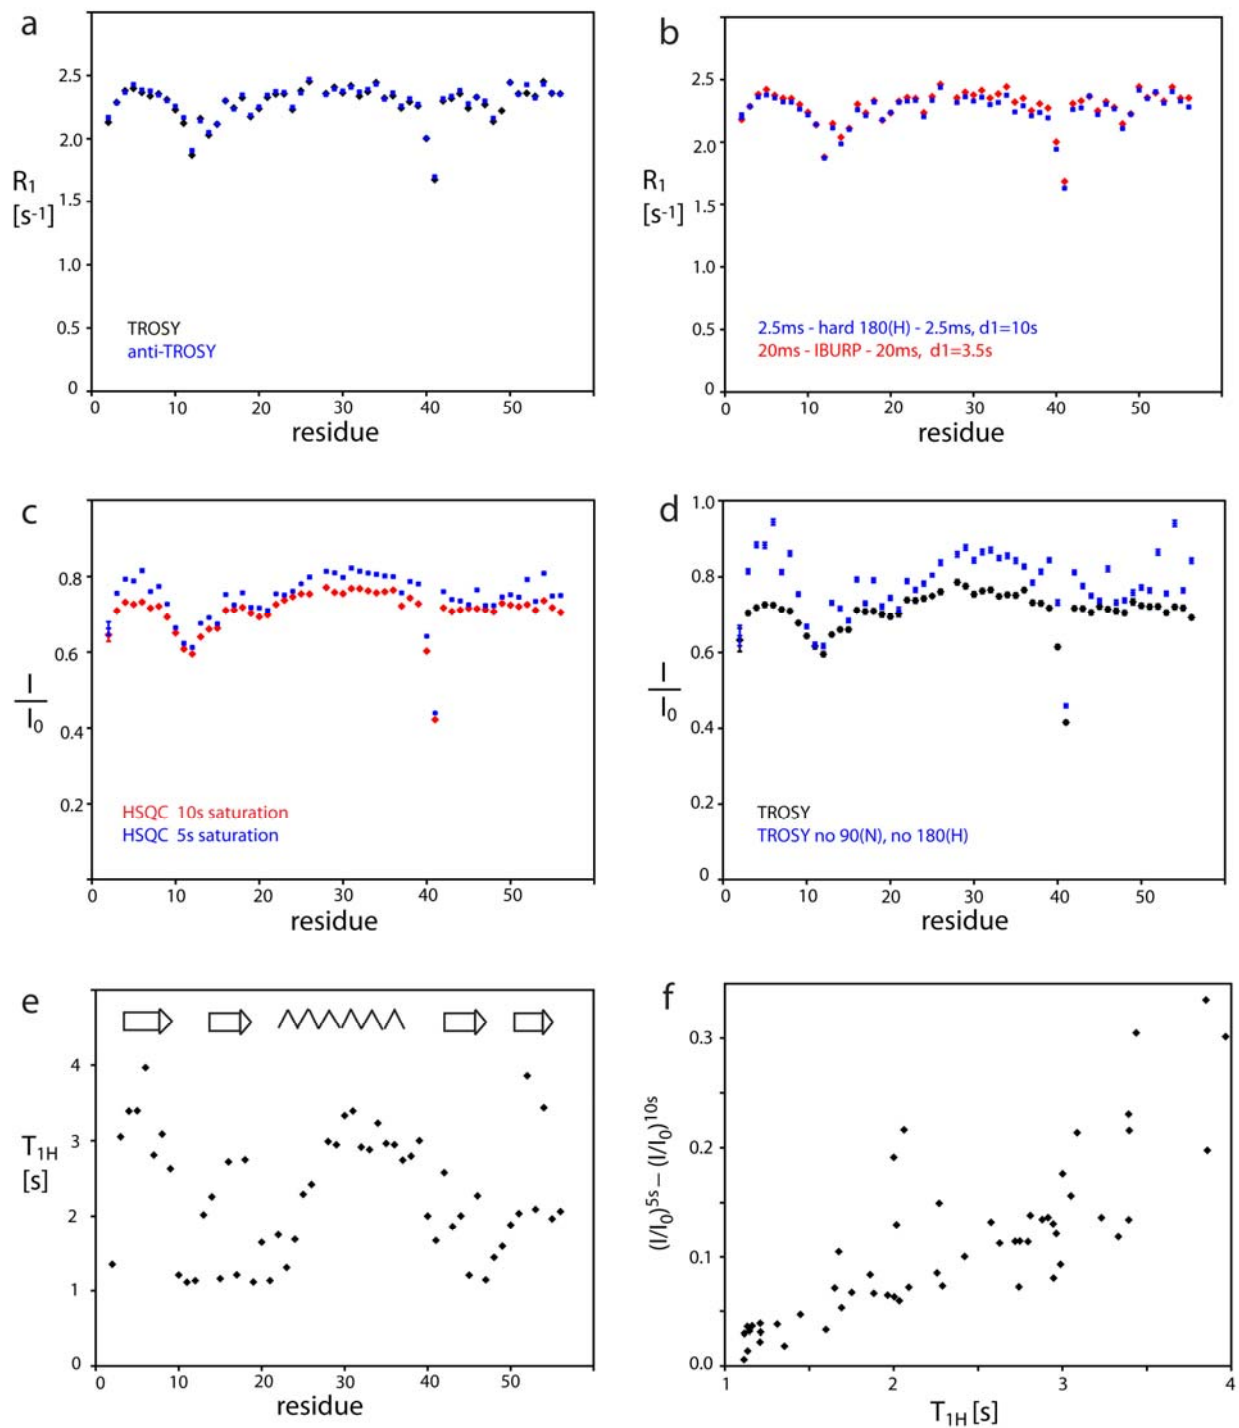 a
2.5
2.0
R1
[s-1]
1.5
1.0
0.5
TROSY
anti-TROSY
0
0 10 20 30 40 50
residue
b
2.5
2.0
R1
[s-1]
1.5
1.0
0.5
2.5ms - hard 180(H) - 2.5ms, d1=10s
20ms - IBURP - 20ms, d1=3.5s
0
0 10 20 30 40 50
residue
c
0.8
0.6
I
I0
0.4
0.2
HSQC 10s saturation
HSQC 5s saturation
0 10 20 30 40 50
residue
d
1.0
0.8
0.6
I
I0
0.4
0.2
TROSY
TROSY no 90(N), no 180(H)
0
0 10 20 30 40 50
residue
e
4
3
T1H
[s]
2
1
0
0 10 20 30 40 50
residue
f
0.3
0.2
(I/I0)5s – (I/I0)10s
0.1
0.0
1 2 3 4
T1H [s]